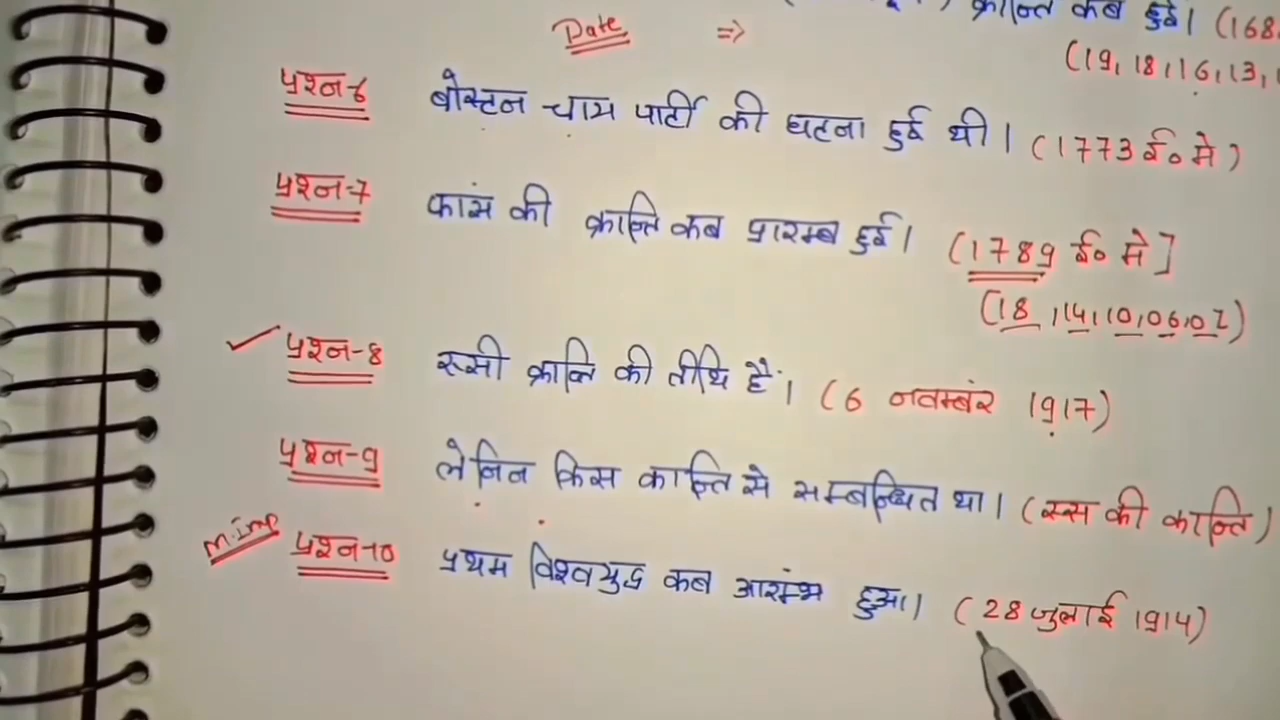 क्रान्ति कब हुई। (168
Date =>
(19, 18, 16, 13,
प्रश्न-6 बोस्टन चाय पार्टी की घटना हुई थी। (1773 ई० मे)
प्रश्न-7 फांस की क्रान्ति कब प्रारम्ब हुई। (1789 ई० मे]
(18, 14, 10, 06, 02)
प्रश्न-8 रूसी क्रान्ति की तीथि है। (6 नवम्बंर 1917)
प्रश्न-9 लेनिन किस कान्ति से सम्बन्धित था। (रूस की कान्ति)
M.Imp प्रश्न-10 प्रथम विश्वयुद्ध कब आरंम्भ हुआ। (28 जुलाई 1914)